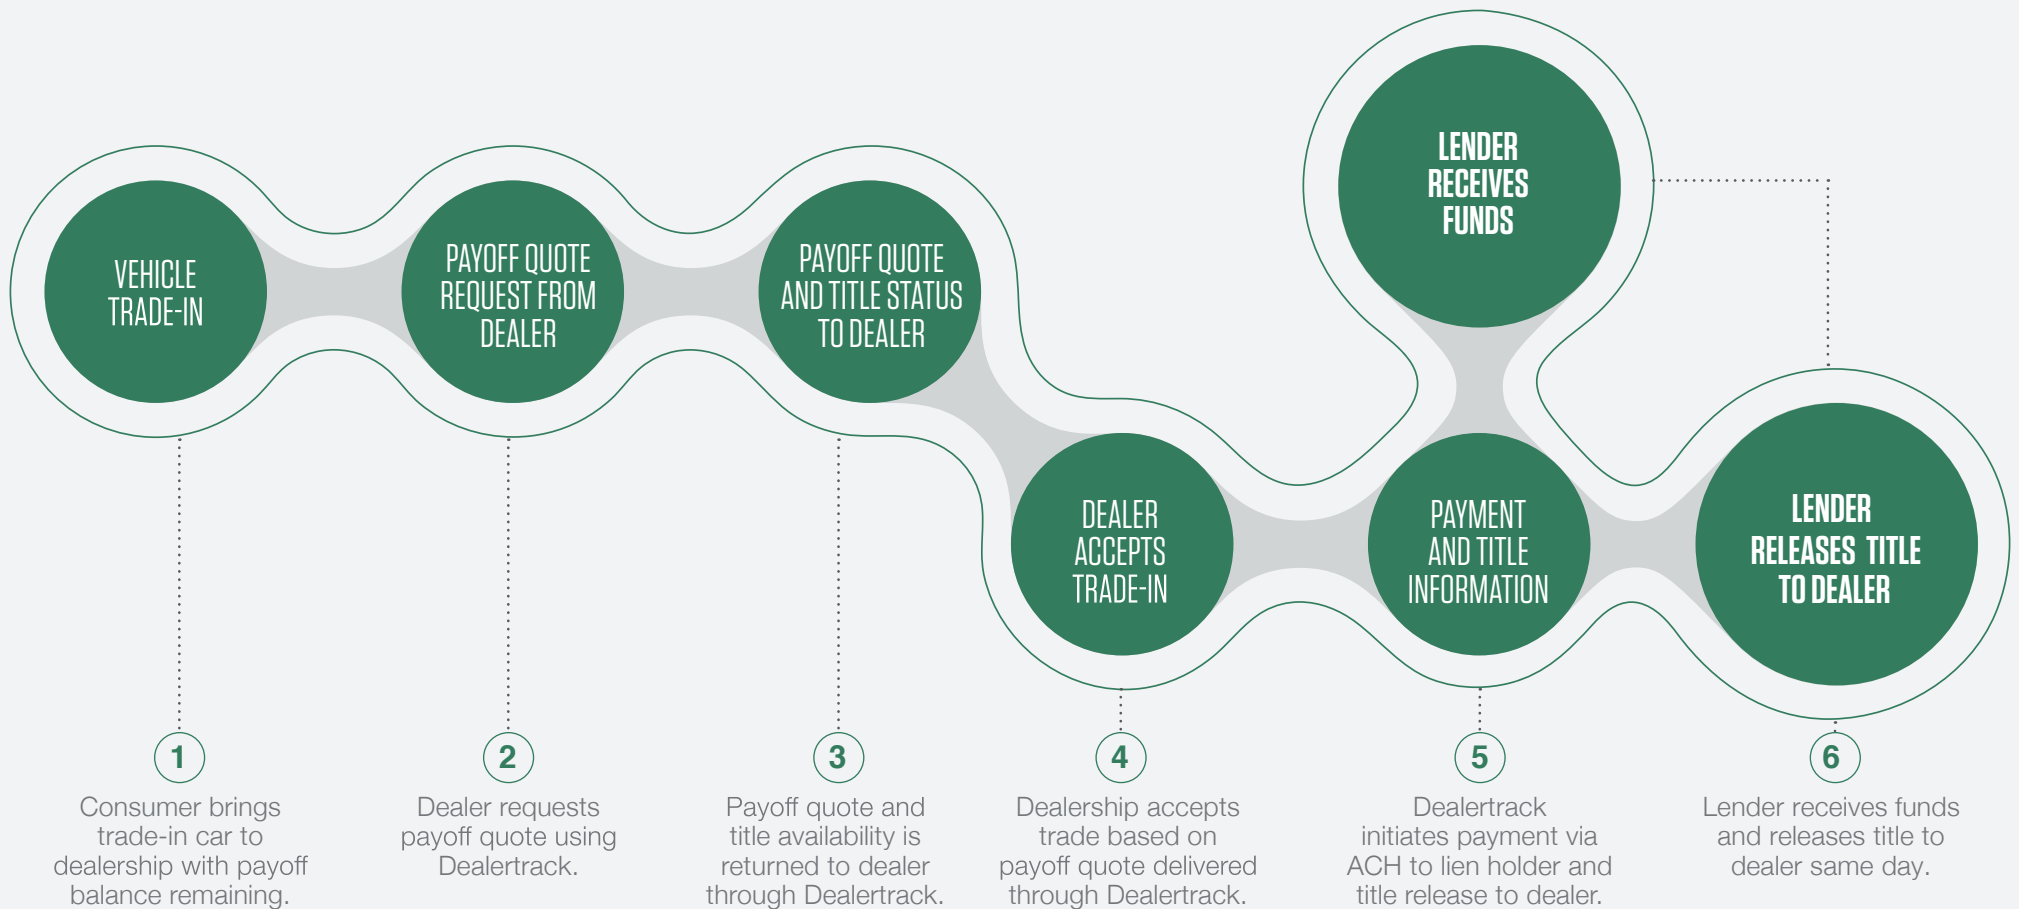 VEHICLE
TRADE-IN
PAYOFF QUOTE
REQUEST FROM
DEALER
PAYOFF QUOTE
AND TITLE STATUS
TO DEALER
DEALER
ACCEPTS
TRADE-IN
PAYMENT
AND TITLE
INFORMATION
LENDER
RECEIVES
FUNDS
LENDER
RELEASES TITLE
TO DEALER
1
Consumer brings
trade-in car to
dealership with payoff
balance remaining.
2
Dealer requests
payoff quote using
Dealertrack.
3
Payoff quote and
title availability is
returned to dealer
through Dealertrack.
4
Dealership accepts
trade based on
payoff quote delivered
through Dealertrack.
5
Dealertrack
initiates payment via
ACH to lien holder and
title release to dealer.
6
Lender receives funds
and releases title to
dealer same day.